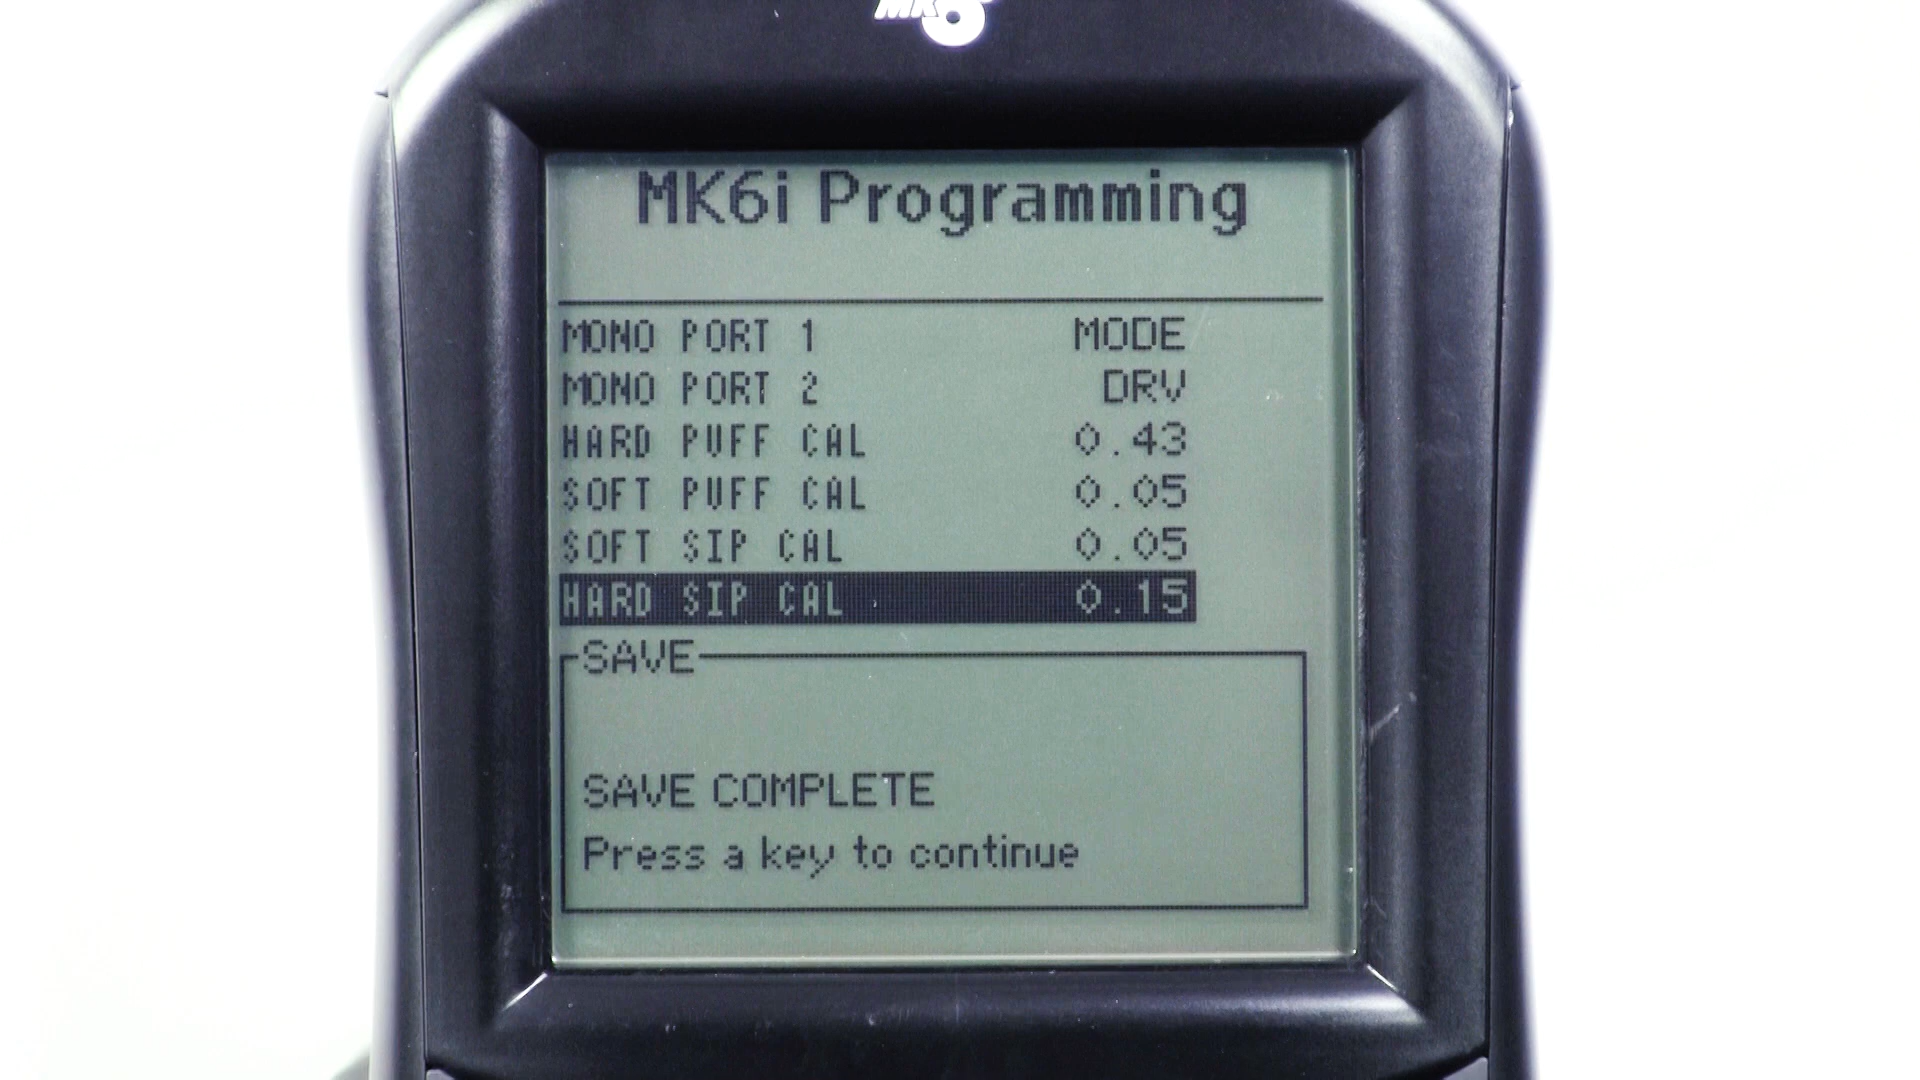 MK6
MK6i Programming
MONO PORT 1 MODE
MONO PORT 2 DRV
HARD PUFF CAL 0.43
SOFT PUFF CAL 0.05
SOFT SIP CAL 0.05
HARD SIP CAL 0.15
SAVE
SAVE COMPLETE
Press a key to continue